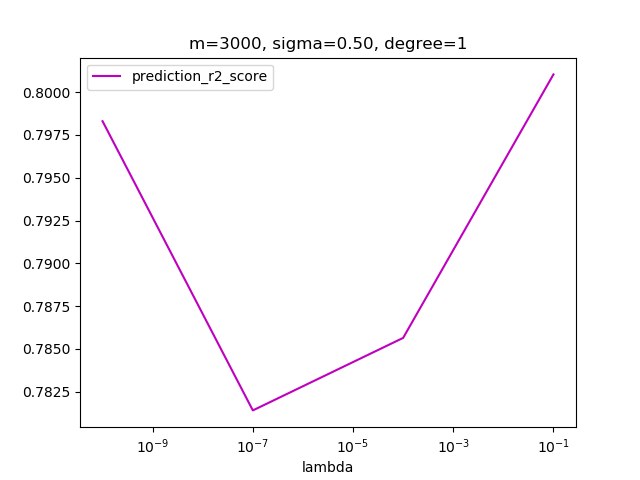 m=3000, sigma=0.50, degree=1
prediction_r2_score
0.8000
0.7975
0.7950
0.7925
0.7900
0.7875
0.7850
0.7825
10⁻⁹ 10⁻⁷ 10⁻⁵ 10⁻³ 10⁻¹
lambda